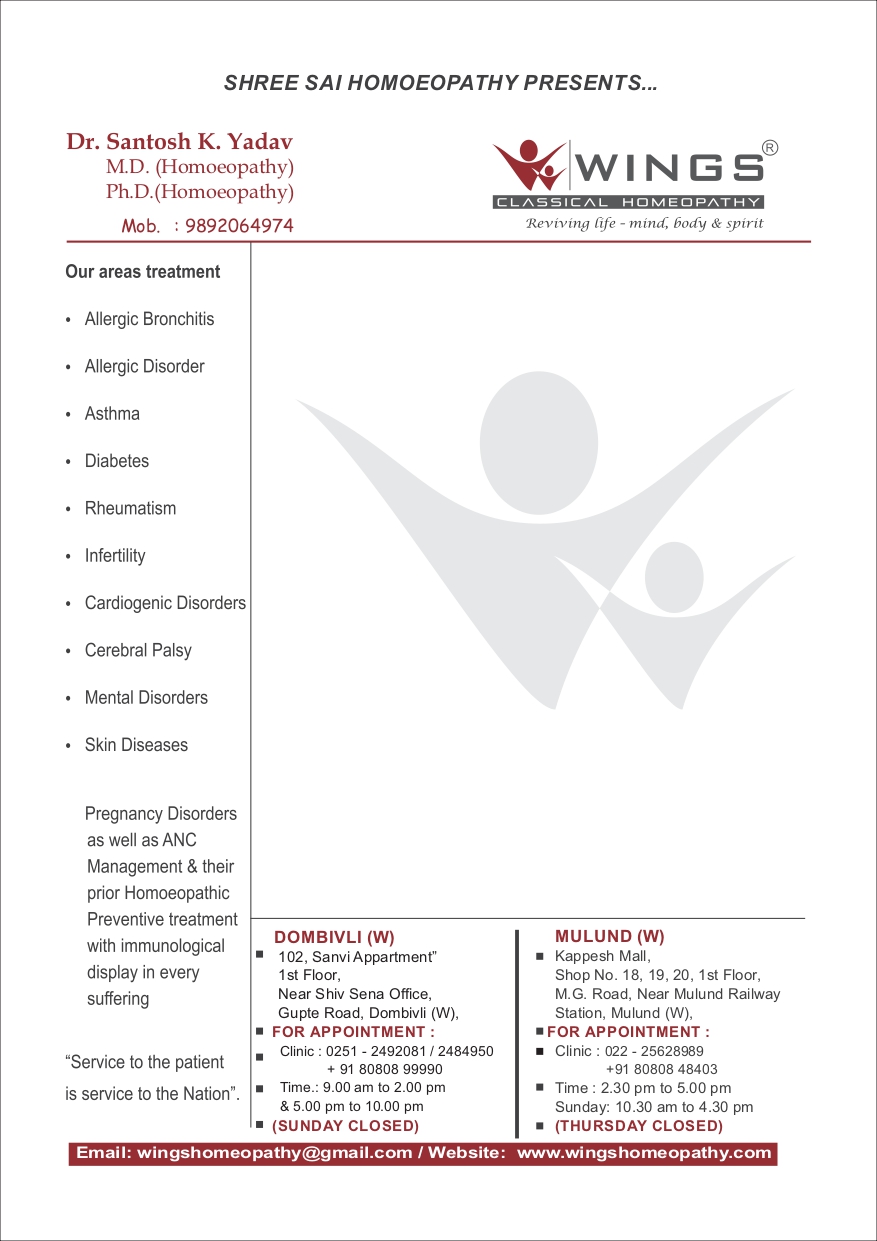 SHREE SAI HOMOEOPATHY PRESENTS...
Dr. Santosh K. Yadav
M.D. (Homoeopathy)
Ph.D.(Homoeopathy)
Mob. : 9892064974
WINGS®
CLASSICAL HOMEOPATHY
Reviving life - mind, body & spirit
Our areas treatment
• Allergic Bronchitis
• Allergic Disorder
• Asthma
• Diabetes
• Rheumatism
• Infertility
• Cardiogenic Disorders
• Cerebral Palsy
• Mental Disorders
• Skin Diseases
Pregnancy Disorders
as well as ANC
Management & their
prior Homoeopathic
Preventive treatment
with immunological
display in every
suffering
“Service to the patient
is service to the Nation”.
DOMBIVLI (W)
102, Sanvi Appartment”
1st Floor,
Near Shiv Sena Office,
Gupte Road, Dombivli (W),
FOR APPOINTMENT :
Clinic : 0251 - 2492081 / 2484950
+ 91 80808 99990
Time.: 9.00 am to 2.00 pm
& 5.00 pm to 10.00 pm
(SUNDAY CLOSED)
MULUND (W)
Kappesh Mall,
Shop No. 18, 19, 20, 1st Floor,
M.G. Road, Near Mulund Railway
Station, Mulund (W),
FOR APPOINTMENT :
Clinic : 022 - 25628989
+91 80808 48403
Time : 2.30 pm to 5.00 pm
Sunday: 10.30 am to 4.30 pm
(THURSDAY CLOSED)
Email: wingshomeopathy@gmail.com / Website: www.wingshomeopathy.com